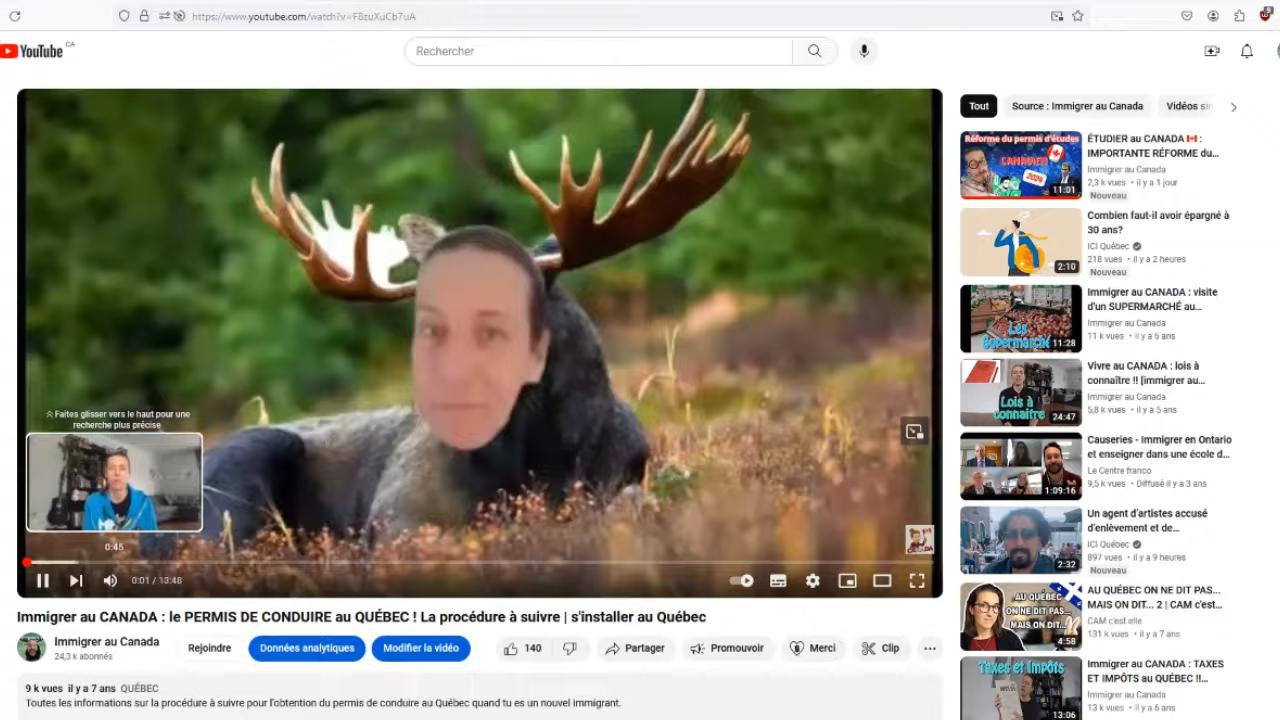 https://www.youtube.com/watch?v=F8zuXuCb7uA
YouTube CA
Rechercher
Faites glisser vers le haut pour une
recherche plus précise
0:45
0:01 / 13:48
Immigrer au CANADA : le PERMIS DE CONDUIRE au QUÉBEC ! La procédure à suivre | s'installer au Québec
Immigrer au Canada
24,3 k abonnés
Rejoindre
Données analytiques
Modifier la vidéo
140
Partager
Promouvoir
Merci
Clip
9 k vues il y a 7 ans QUÉBEC
Toutes les informations sur la procédure à suivre pour l'obtention du permis de conduire au Québec quand tu es un nouvel immigrant.
Tout
Source : Immigrer au Canada
Vidéos
Réforme du permis d'études
CANADIEN
2024
11:01
ÉTUDIER au CANADA :
IMPORTANTE RÉFORME du...
Immigrer au Canada
2,3 k vues • il y a 1 jour
Nouveau
2:10
Combien faut-il avoir épargné à
30 ans?
ICI Québec
218 vues • il y a 2 heures
Nouveau
Les
Supermarché
11:28
Immigrer au CANADA : visite
d'un SUPERMARCHÉ au...
Immigrer au Canada
11 k vues • il y a 6 ans
Lois à
connaître
24:47
Vivre au CANADA : lois à
connaître !! [immigrer au...
Immigrer au Canada
5,8 k vues • il y a 5 ans
1:09:16
Causeries - Immigrer en Ontario
et enseigner dans une école d...
Le Centre franco
9,5 k vues • Diffusé il y a 3 ans
2:32
Un agent d'artistes accusé
d'enlèvement et de...
ICI Québec
897 vues • il y a 9 heures
Nouveau
AU QUÉBEC
ON NE DIT PAS...
MAIS ON DIT...
4:58
AU QUÉBEC ON NE DIT PAS...
MAIS ON DIT... 2 | CAM c'est...
CAM c'est elle
131 k vues • il y a 7 ans
Taxes et Impôts
13:06
Immigrer au CANADA : TAXES
ET IMPÔTS au QUÉBEC !!...
Immigrer au Canada
13 k vues • il y a 6 ans